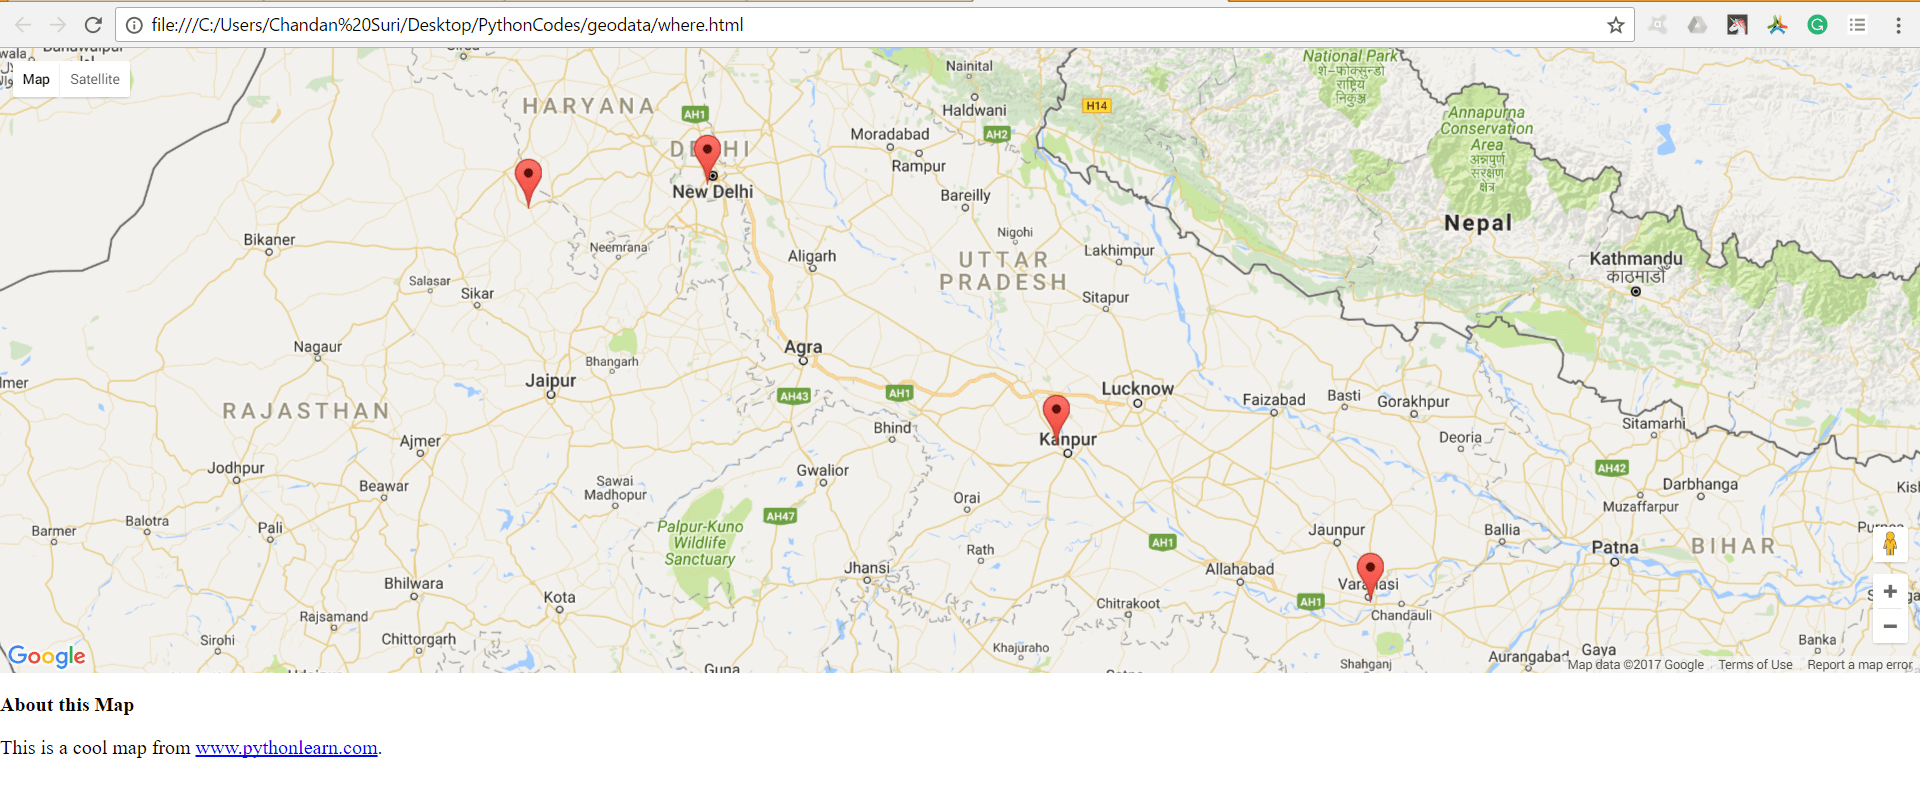 file:///C:/Users/Chandan%20Suri/Desktop/PythonCodes/geodata/where.html
Map Satellite
HARYANA
AH1
Nainital
Haldwani
H14
National Park
शे-फोक्सुन्डो
राष्ट्रिय
निकुञ्ज
Annapurna
Conservation
Area
अन्नपुर्ण
संरक्षण
क्षेत्र
Moradabad
AH2
Rampur
New Delhi
Bareilly
Bikaner
Neemrana
Nigohi
Aligarh
Lakhimpur
Nepal
UTTAR
PRADESH
Kathmandu
काठमाडौं
Salasar
Sikar
Sitapur
Nagaur
Agra
Bhangarh
Jaipur
AH43
AH1
Lucknow
Faizabad
Basti
Gorakhpur
RAJASTHAN
Ajmer
Bhind
Kanpur
Deoria
Sitamarhi
Jodhpur
Beawar
Sawai
Madhopur
Gwalior
AH42
Darbhanga
Muzaffarpur
Orai
Barmer
Balotra
Pali
AH47
Palpur-Kuno
Wildlife
Sanctuary
Rath
AH1
Jaunpur
Ballia
Patna
BIHAR
Bhilwara
Jhansi
Allahabad
Varanasi
Kota
Chitrakoot
AH1
Chandauli
Rajsamand
Sirohi
Chittorgarh
Khajuraho
Shahganj
Aurangabad
Gaya
Banka
Guna
Google
Map data ©2017 Google Terms of Use Report a map error
About this Map
This is a cool map from www.pythonlearn.com.